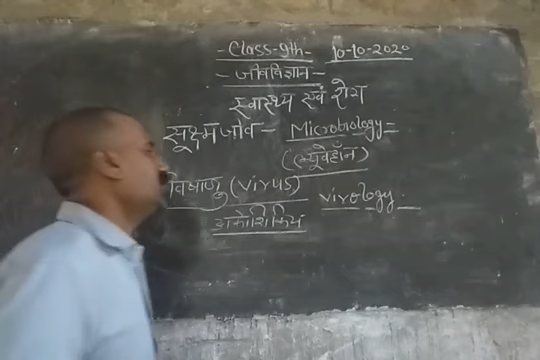 -Class-9th- 10-10-2020
- जीवविज्ञान -
स्वास्थ्य एवं रोग
सूक्ष्मजीव - Microbiology =
(ल्यूवेहॉन)
विषाणु (Virus) virology
अकोशिकिय